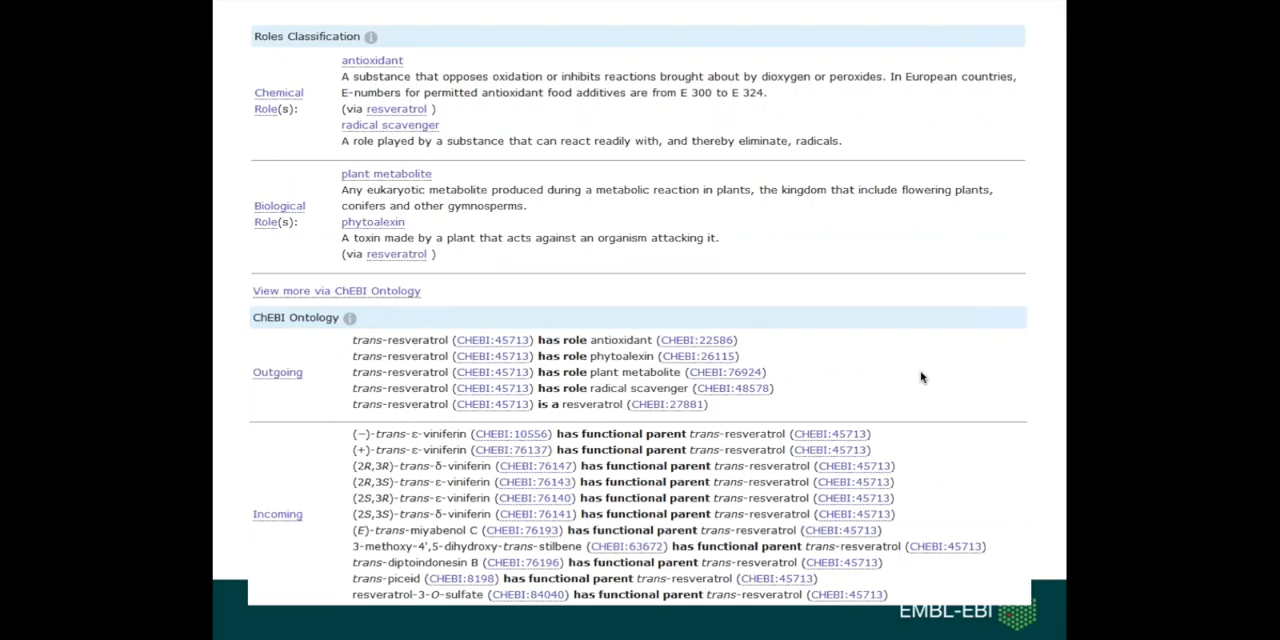 Roles Classification
antioxidant
A substance that opposes oxidation or inhibits reactions brought about by dioxygen or peroxides. In European countries,
Chemical
E-numbers for permitted antioxidant food additives are from E 300 to E 324.
Role(s):
(via resveratrol )
radical scavenger
A role played by a substance that can react readily with, and thereby eliminate, radicals.
plant metabolite
Any eukaryotic metabolite produced during a metabolic reaction in plants, the kingdom that include flowering plants,
Biological
conifers and other gymnosperms.
Role(s):
phytoalexin
A toxin made by a plant that acts against an organism attacking it.
(via resveratrol )
View more via ChEBI Ontology
ChEBI Ontology
Outgoing
trans-resveratrol (CHEBI:45713) has role antioxidant (CHEBI:22586)
trans-resveratrol (CHEBI:45713) has role phytoalexin (CHEBI:26115)
trans-resveratrol (CHEBI:45713) has role plant metabolite (CHEBI:76924)
trans-resveratrol (CHEBI:45713) has role radical scavenger (CHEBI:48578)
trans-resveratrol (CHEBI:45713) is a resveratrol (CHEBI:27881)
Incoming
(−)-trans-ε-viniferin (CHEBI:10556) has functional parent trans-resveratrol (CHEBI:45713)
(+)-trans-ε-viniferin (CHEBI:76137) has functional parent trans-resveratrol (CHEBI:45713)
(2R,3R)-trans-δ-viniferin (CHEBI:76147) has functional parent trans-resveratrol (CHEBI:45713)
(2R,3S)-trans-ε-viniferin (CHEBI:76143) has functional parent trans-resveratrol (CHEBI:45713)
(2S,3R)-trans-ε-viniferin (CHEBI:76140) has functional parent trans-resveratrol (CHEBI:45713)
(2S,3S)-trans-δ-viniferin (CHEBI:76141) has functional parent trans-resveratrol (CHEBI:45713)
(E)-trans-miyabenol C (CHEBI:76193) has functional parent trans-resveratrol (CHEBI:45713)
3-methoxy-4',5-dihydroxy-trans-stilbene (CHEBI:63672) has functional parent trans-resveratrol (CHEBI:45713)
trans-diptoindonesin B (CHEBI:76196) has functional parent trans-resveratrol (CHEBI:45713)
trans-piceid (CHEBI:8198) has functional parent trans-resveratrol (CHEBI:45713)
resveratrol-3-O-sulfate (CHEBI:84040) has functional parent trans-resveratrol (CHEBI:45713)
EMBL-EBI